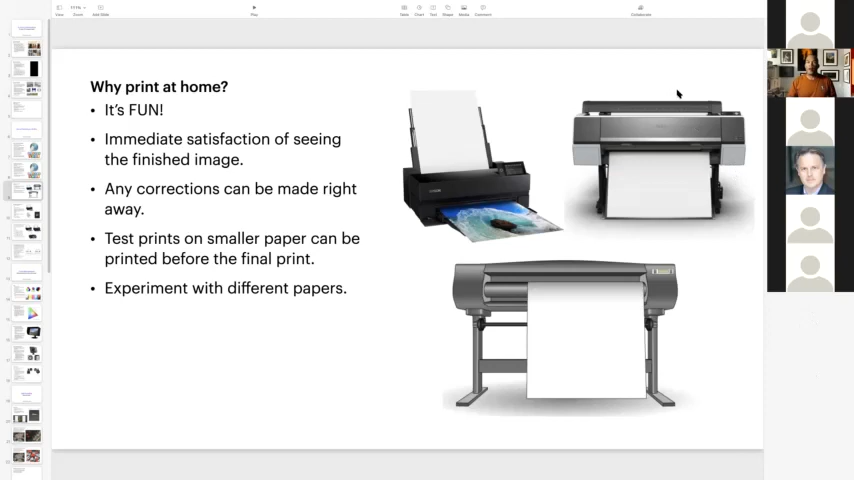 View
Zoom
Add Slide
Play
Table
Chart
Text
Shape
Media
Comment
Collaborate
Why print at home?
• It's FUN!
• Immediate satisfaction of seeing
the finished image.
• Any corrections can be made right
away.
• Test prints on smaller paper can be
printed before the final print.
• Experiment with different papers.
EPSON